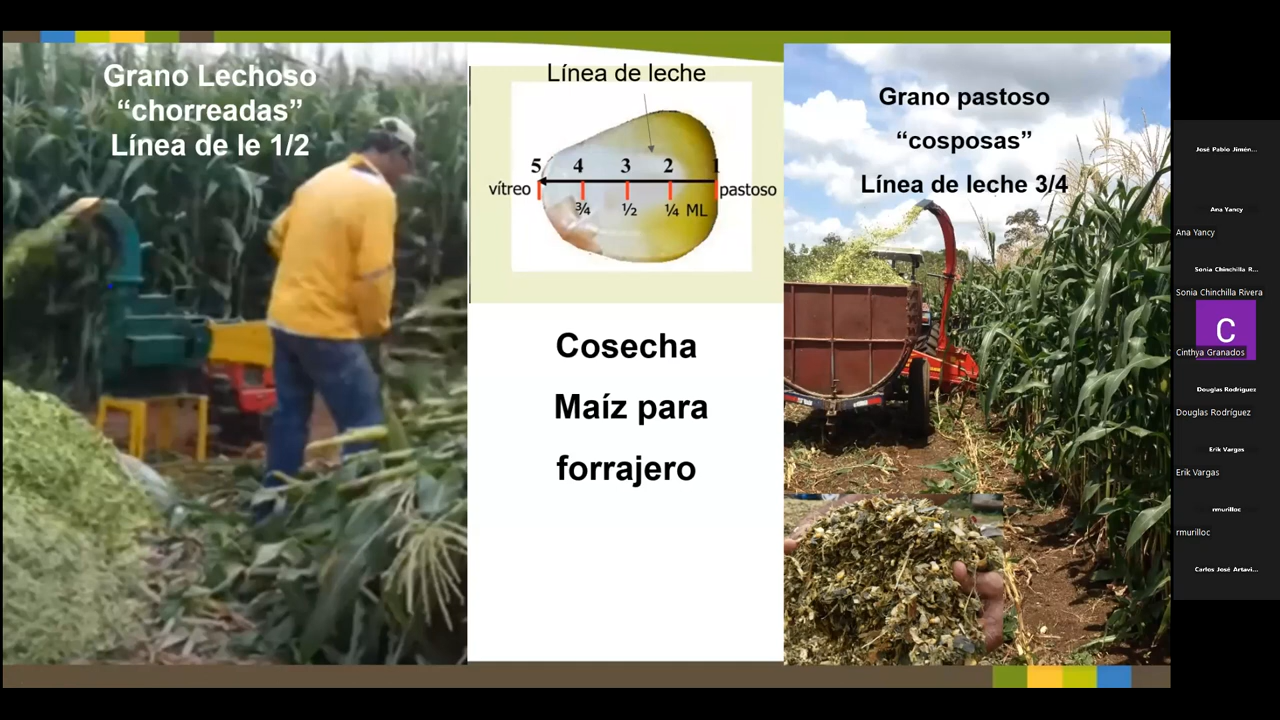 Grano Lechoso
“chorreadas”
Línea de le 1/2
Línea de leche
5 4 3 2 1
vítreo pastoso
¾ ½ ¼ ML
Cosecha
Maíz para
forrajero
Grano pastoso
“cosposas”
Línea de leche 3/4
José Pablo Jimén...
Ana Yancy
Ana Yancy
Sonia Chinchilla R...
Sonia Chinchilla Rivera
C
Cinthya Granados
Douglas Rodríguez
Douglas Rodríguez
Erik Vargas
Erik Vargas
rmurilloc
rmurilloc
Carlos José Artavi...